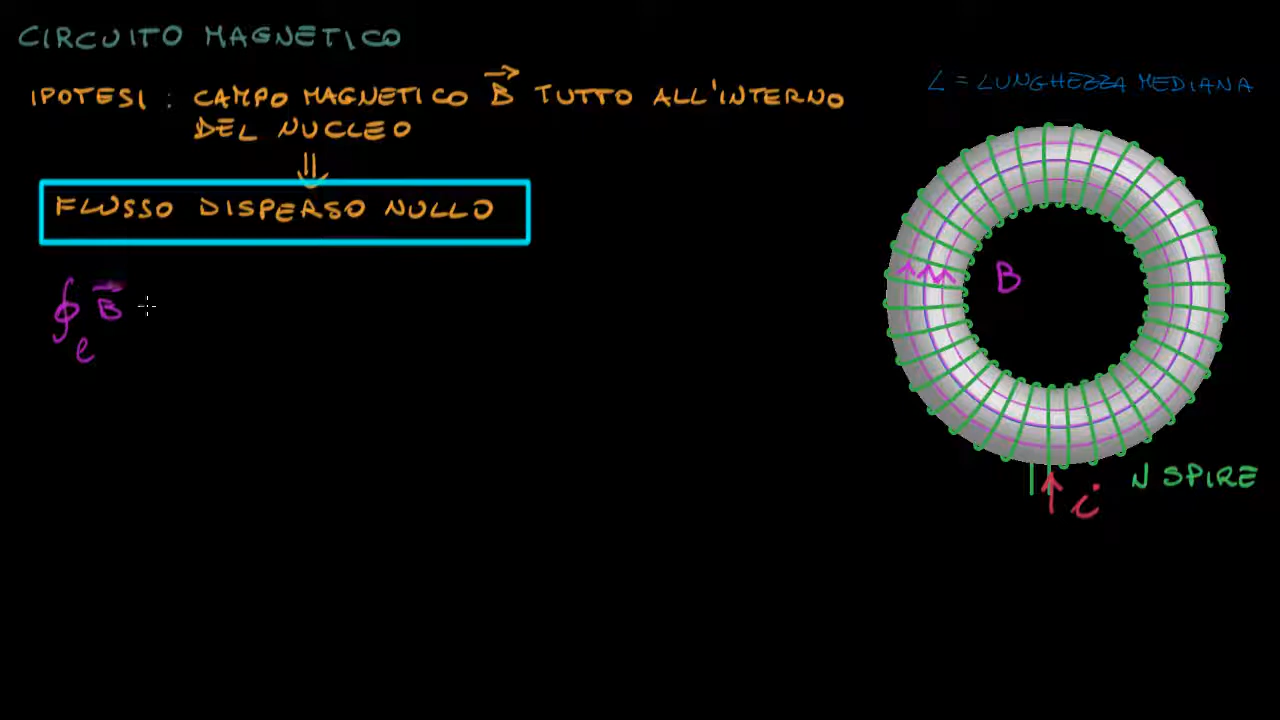 CIRCUITO MAGNETICO
IPOTESI : CAMPO MAGNETICO B⃗ TUTTO ALL'INTERNO
DEL NUCLEO
⇓
FLUSSO DISPERSO NULLO
∮ B⃗
l
L = LUNGHEZZA MEDIANA
B
N SPIRE
i